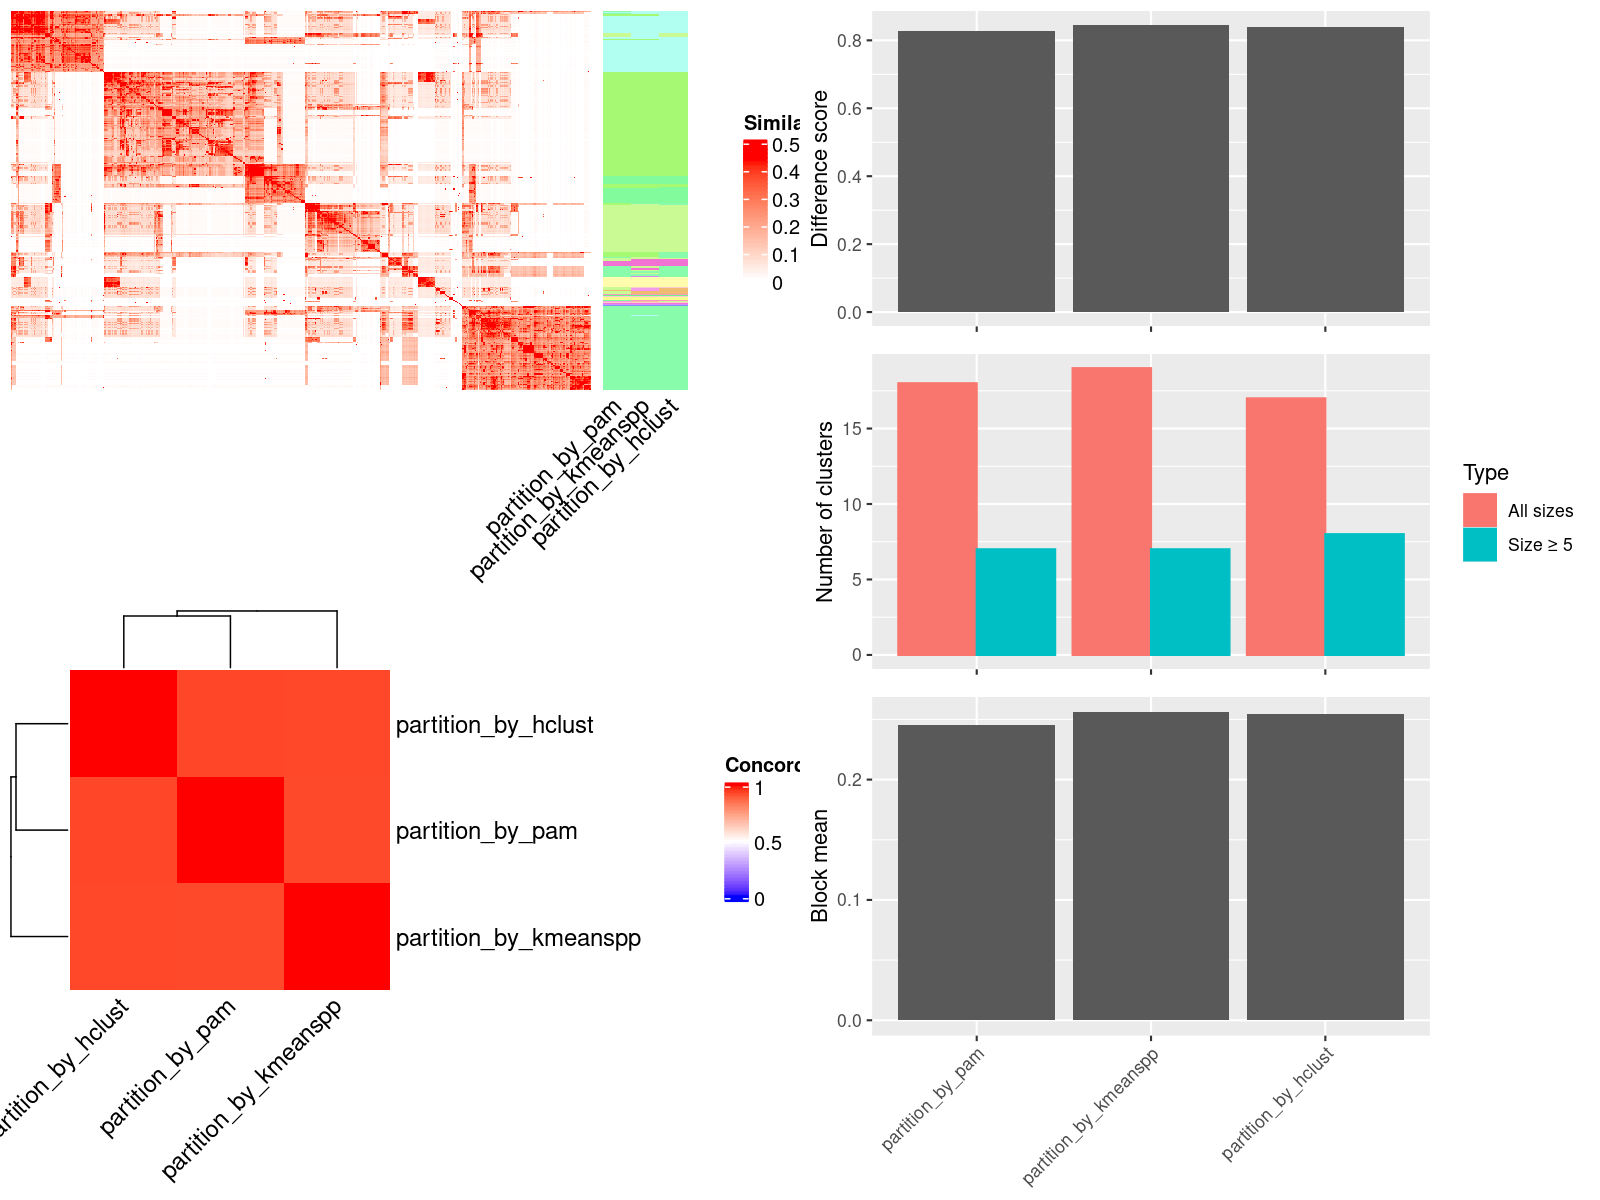 Simila
0.5
0.4
0.3
0.2
0.1
0
partition_by_pam
partition_by_kmeanspp
partition_by_hclust
partition_by_hclust
partition_by_pam
partition_by_kmeanspp
artition_by_hclust
partition_by_pam
partition_by_kmeanspp
Concord
1
0.5
0
Difference score
0.8
0.6
0.4
0.2
0.0
Number of clusters
15
10
5
0
Type
All sizes
Size ≥ 5
Block mean
0.2
0.1
0.0
partition_by_pam
partition_by_kmeanspp
partition_by_hclust